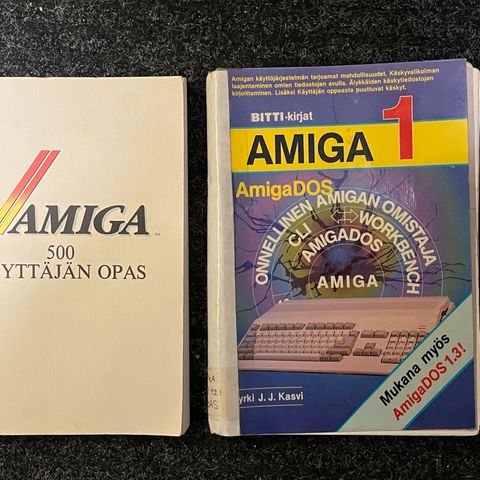 AMIGA
500
YTTÄJÄN OPAS
Amigan käyttöjärjestelmän tarjoamat mahdollisuudet. Käskyvalikoiman
laajentaminen omien tiedostojen avulla. Älykkäiden käskytiedostojen
kirjoittaminen. Lisäksi Käyttäjän oppaasta puuttuvat käskyt.
BITTI-kirjat
AMIGA 1
AmigaDOS
ONNELLINEN AMIGAN OMISTAJA
CLI ⟷ WORKBENCH
AMIGADOS
AMIGA
Mukana myös
AmigaDOS 1.3!
yrki J. J. Kasvi